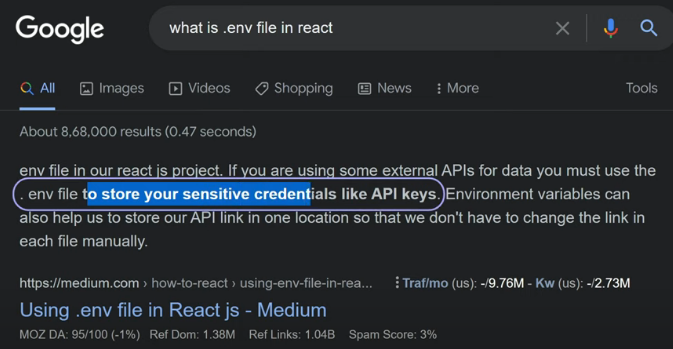 Google
what is .env file in react
All Images Videos Shopping News More Tools
About 8,68,000 results (0.47 seconds)
env file in our react js project. If you are using some external APIs for data you must use the
. env file to store your sensitive credentials like API keys. Environment variables can
also help us to store our API link in one location so that we don't have to change the link in
each file manually.
https://medium.com › how-to-react › using-env-file-in-rea... Traf/mo (us): -/9.76M - Kw (us): -/2.73M
Using .env file in React js - Medium
MOZ DA: 95/100 (-1%) Ref Dom: 1.38M Ref Links: 1.04B Spam Score: 3%